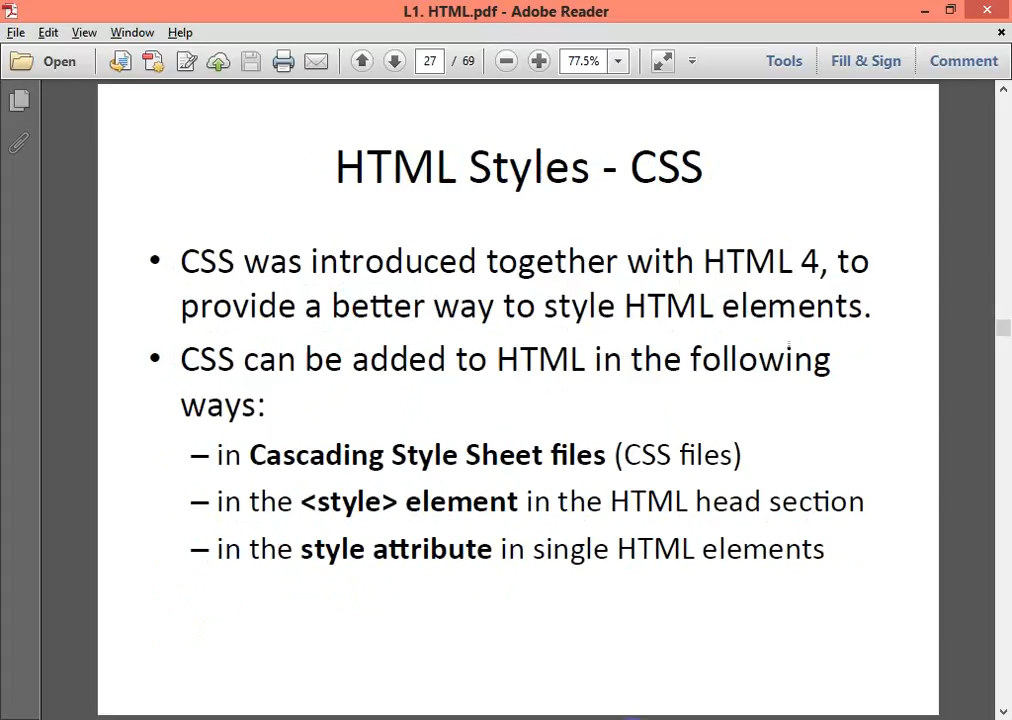 L1. HTML.pdf - Adobe Reader
File Edit View Window Help
Open 27 / 69 77.5% Tools Fill & Sign Comment
HTML Styles - CSS
• CSS was introduced together with HTML 4, to
provide a better way to style HTML elements.
• CSS can be added to HTML in the following
ways:
– in Cascading Style Sheet files (CSS files)
– in the <style> element in the HTML head section
– in the style attribute in single HTML elements